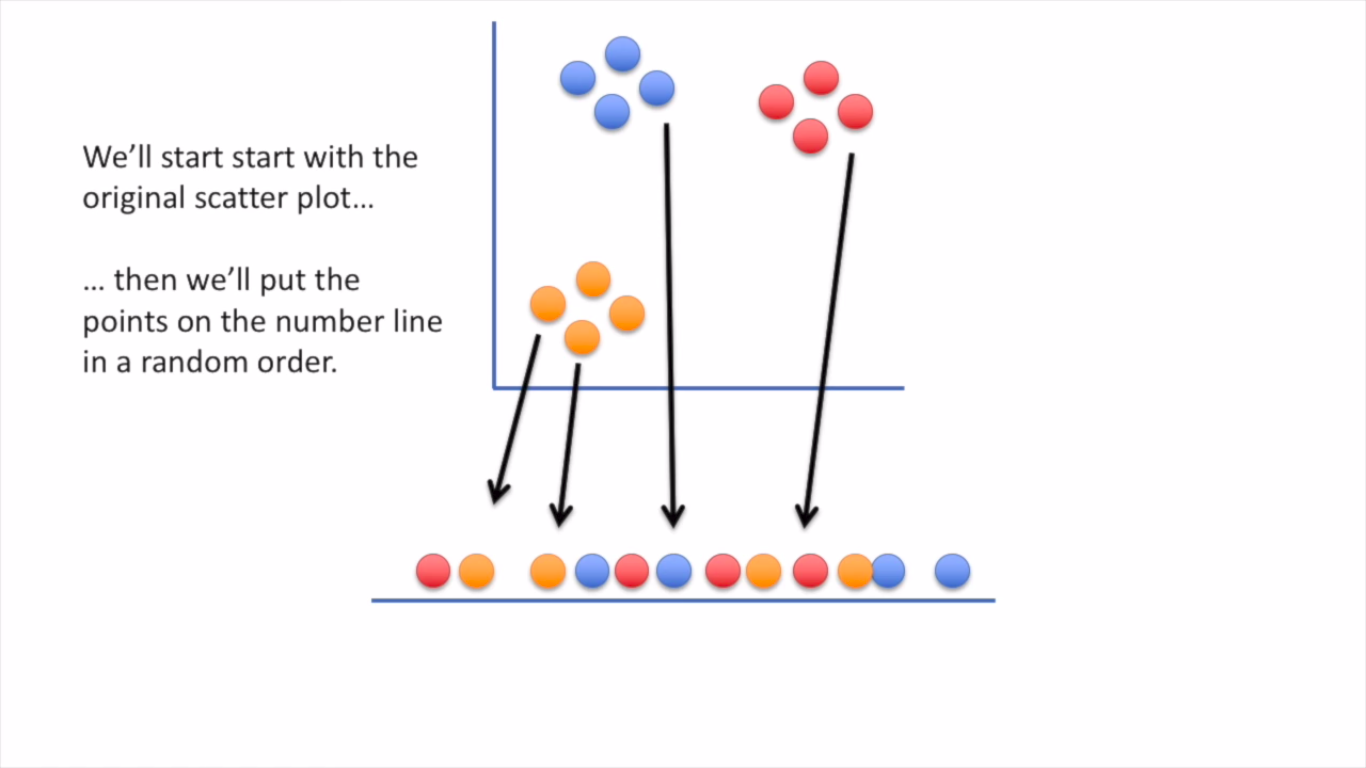 We’ll start start with the
original scatter plot…
… then we’ll put the
points on the number line
in a random order.